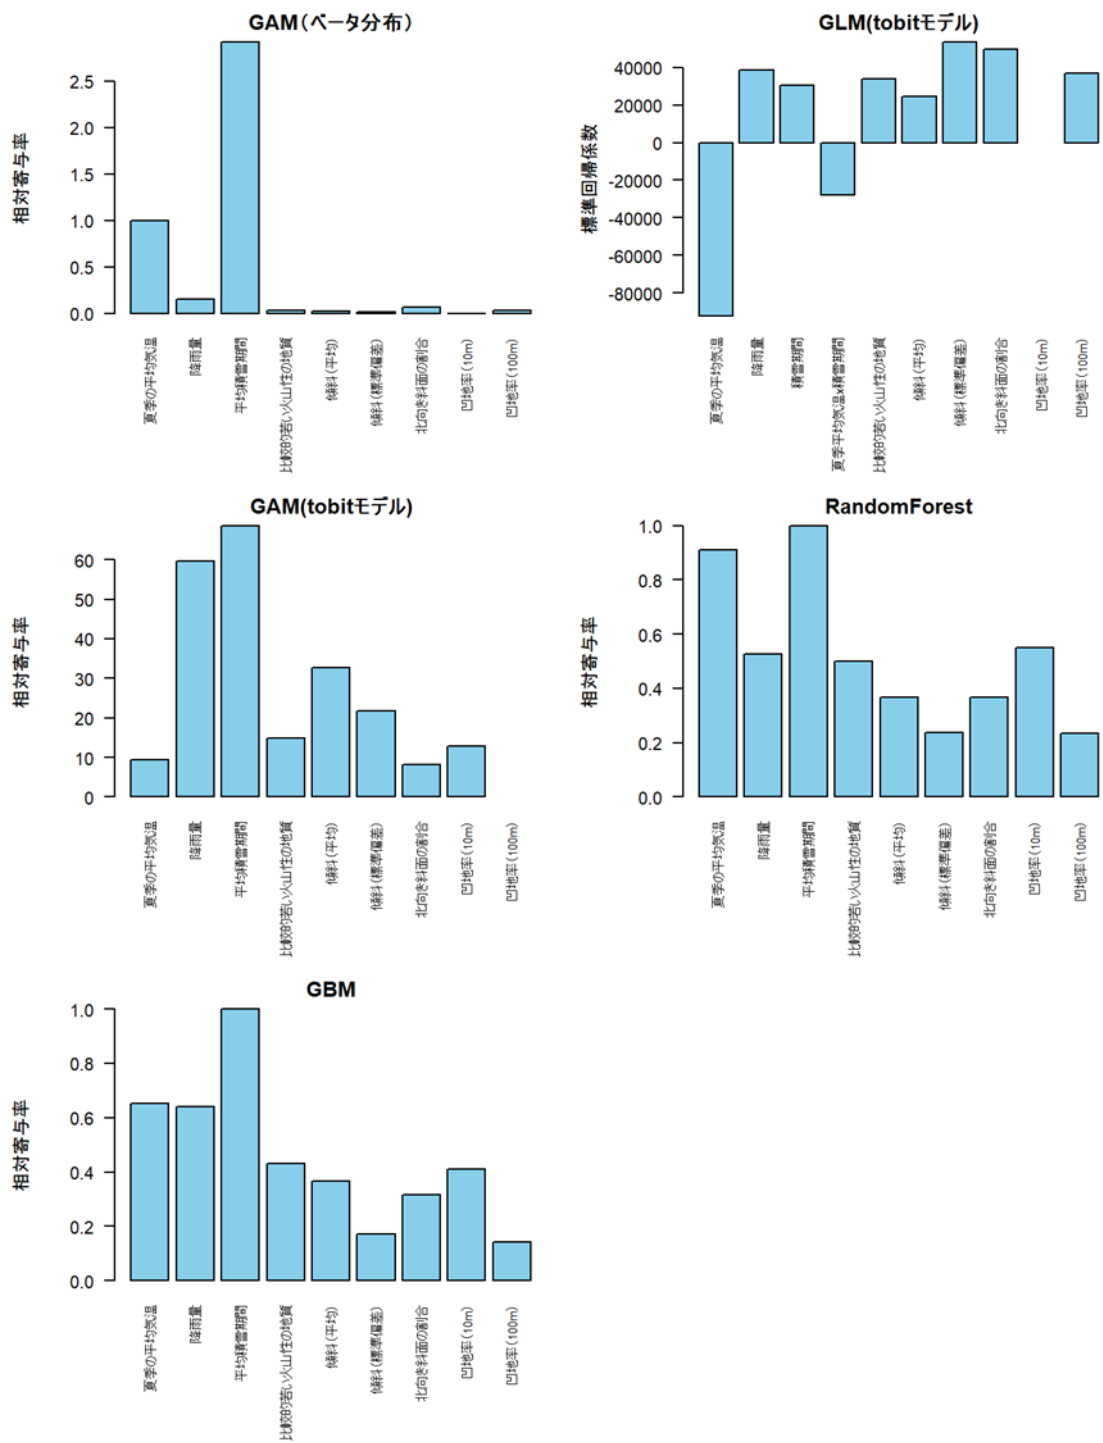 GAM(ベータ分布)
相対寄与率
2.5
2.0
1.5
1.0
0.5
0.0
夏季の平均気温
降雨量
平均積雪期間
比較的若い火山性の地質
傾斜(平均)
傾斜(標準偏差)
北向き斜面の割合
凹地率(10m)
凹地率(100m)
GLM(tobitモデル)
標準回帰係数
40000
20000
0
-20000
-40000
-60000
-80000
夏季の平均気温
降雨量
積雪期間
夏季平均気温x積雪期間
比較的若い火山性の地質
傾斜(平均)
傾斜(標準偏差)
北向き斜面の割合
凹地率(10m)
凹地率(100m)
GAM(tobitモデル)
相対寄与率
60
50
40
30
20
10
0
夏季の平均気温
降雨量
平均積雪期間
比較的若い火山性の地質
傾斜(平均)
傾斜(標準偏差)
北向き斜面の割合
凹地率(10m)
凹地率(100m)
RandomForest
相対寄与率
1.0
0.8
0.6
0.4
0.2
0.0
夏季の平均気温
降雨量
平均積雪期間
比較的若い火山性の地質
傾斜(平均)
傾斜(標準偏差)
北向き斜面の割合
凹地率(10m)
凹地率(100m)
GBM
相対寄与率
1.0
0.8
0.6
0.4
0.2
0.0
夏季の平均気温
降雨量
平均積雪期間
比較的若い火山性の地質
傾斜(平均)
傾斜(標準偏差)
北向き斜面の割合
凹地率(10m)
凹地率(100m)